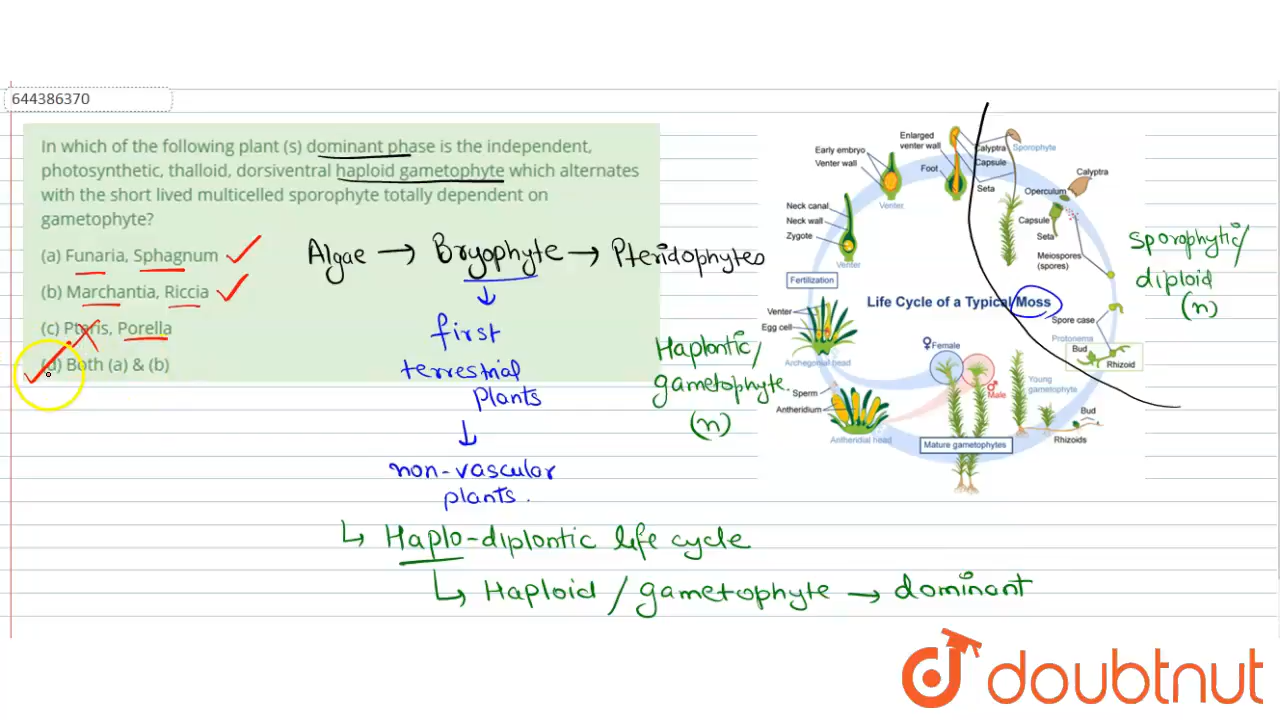 644386370
In which of the following plant (s) dominant phase is the independent,
photosynthetic, thalloid, dorsiventral haploid gametophyte which alternates
with the short lived multicelled sporophyte totally dependent on
gametophyte?
(a) Funaria, Sphagnum
(b) Marchantia, Riccia
(c) Pteris, Porella
(d) Both (a) & (b)
Algae → Bryophyte → Pteridophytes
first
terrestrial
plants
non-vascular
plants.
Haplo-diplontic life cycle
Haploid / gametophyte → dominant
Haplontic/
gametophyte.
(n)
Early embryo
Venter wall
Venter
Enlarged
venter wall
Foot
Calyptra
Capsule
Seta
Sporophyte
Calyptra
Operculum
Capsule
Seta
Meiospores
(spores)
Neck canal
Neck wall
Zygote
Venter
Fertilization
Life Cycle of a Typical Moss
Venter
Egg cell
Archegonial head
Spore case
Protonema
Bud
Rhizoid
♀Female
♂
Male
Young
gametophyte
Bud
Rhizoids
Sperm
Antheridium
Antheridial head
Mature gametophytes
Sporophytic/
diploid
(n)
doubtnut